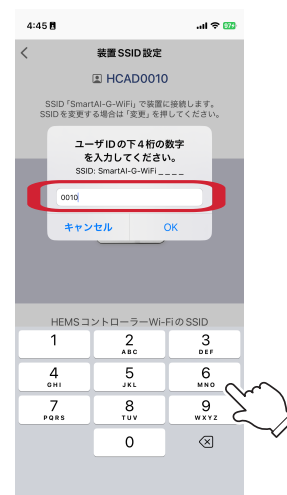 4:45
97
装置SSID設定
HCAD0010
SSID「SmartAI-G-WiFi」で装置に接続します。
SSIDを変更する場合は「変更」を押してください。
ユーザIDの下4桁の数字
を入力してください。
SSID: SmartAI-G-WiFi _ _ _ _
0010
キャンセル
OK
HEMSコントローラーWi-FiのSSID
1
2
ABC
3
DEF
4
GHI
5
JKL
6
MNO
7
PQRS
8
TUV
9
WXYZ
0